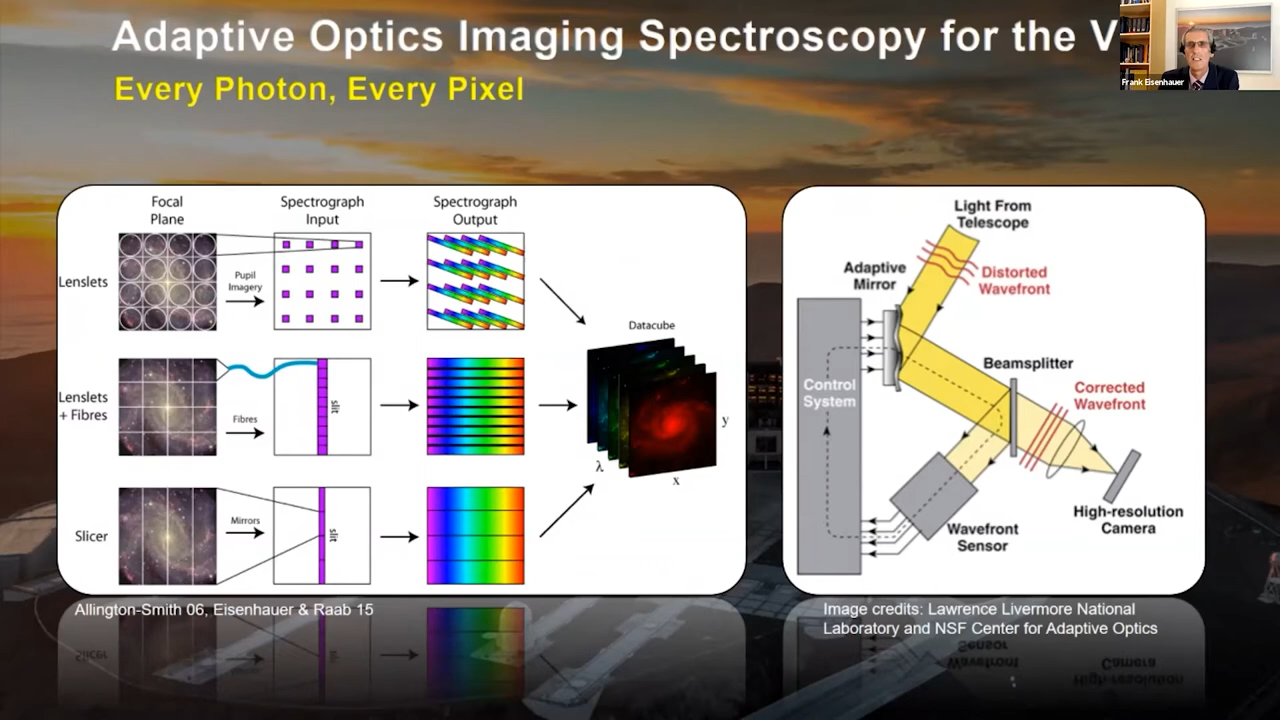 Adaptive Optics Imaging Spectroscopy for the V
Every Photon, Every Pixel
Frank Eisenhauer
Focal
Plane
Spectrograph
Input
Spectrograph
Output
Lenslets
Pupil
Imagery
Datacube
Lenslets
+ Fibres
Fibres
slit
y
λ
x
Slicer
Mirrors
slit
Allington-Smith 06, Eisenhauer & Raab 15
Light From
Telescope
Adaptive
Mirror
Distorted
Wavefront
Beamsplitter
Control
System
Corrected
Wavefront
High-resolution
Camera
Wavefront
Sensor
Image credits: Lawrence Livermore National
Laboratory and NSF Center for Adaptive Optics